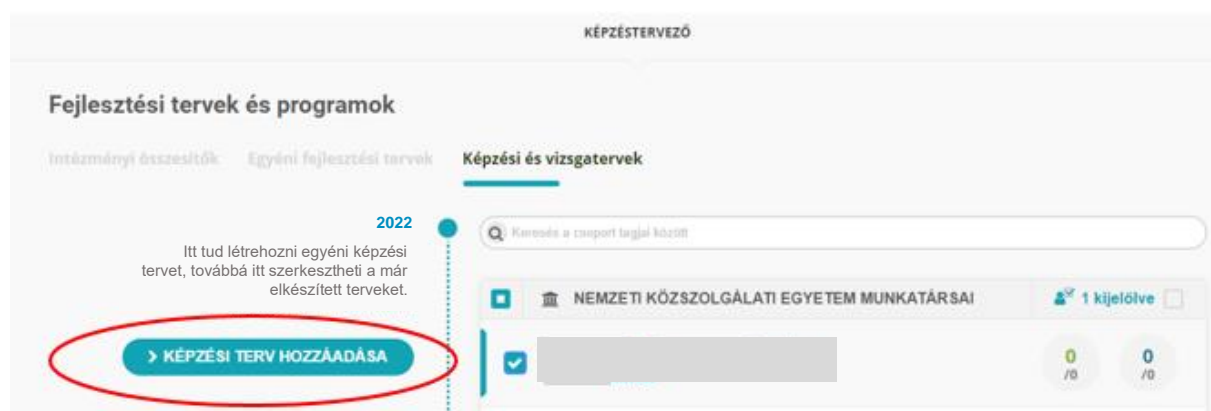 KÉPZÉSTERVEZŐ
Fejlesztési tervek és programok
Intézményi összesítők Egyéni fejlesztési tervek Képzési és vizsgatervek
2022
Itt tud létrehozni egyéni képzési
tervet, továbbá itt szerkesztheti a már
elkészített terveket.
> KÉPZÉSI TERV HOZZÁADÁSA
Keresés a csoport tagjai között
NEMZETI KÖZSZOLGÁLATI EGYETEM MUNKATÁRSAI 1 kijelölve
0 0
/0 /0